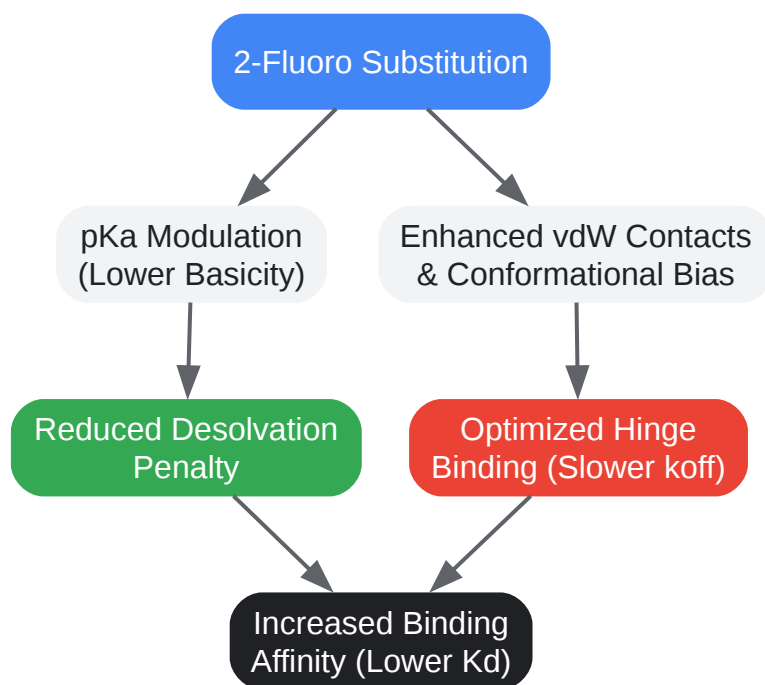 2-Fluoro Substitution
pKa Modulation
(Lower Basicity)
Enhanced vdW Contacts
& Conformational Bias
Reduced Desolvation
Penalty
Optimized Hinge
Binding (Slower koff)
Increased Binding
Affinity (Lower Kd)